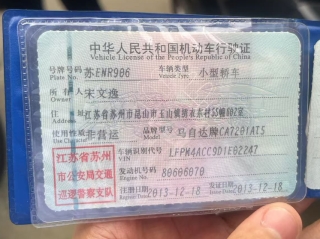 中华人民共和国机动车行驶证
Vehicle License of the People's Republic of China
号牌号码 苏EMR906 车辆类型 小型轿车
Plate No. Vehicle Type
所有人 宋文逸
Owner
住址 江苏省苏州市昆山市玉山镇
Address
使用性质 非营运 品牌型号 马自达牌CA7201AT5
Use Character Model
江苏省苏州 车辆识别代号 LFPM4ACC9D1E02247
VIN
市公安局交通 发动机号码 80606070
Engine No.
巡逻警察支队 注册日期 2013-12-18 发证日期 2013-12-18
Register Date Issue Date